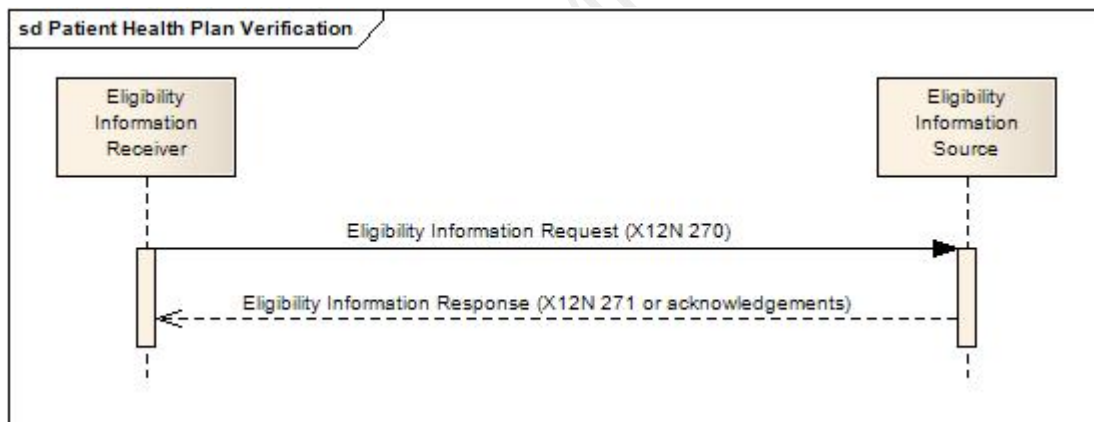 sd Patient Health Plan Verification
Eligibility
Information
Receiver
Eligibility
Information
Source
Eligibility Information Request (X12N 270)
Eligibility Information Response (X12N 271 or acknowledgements)